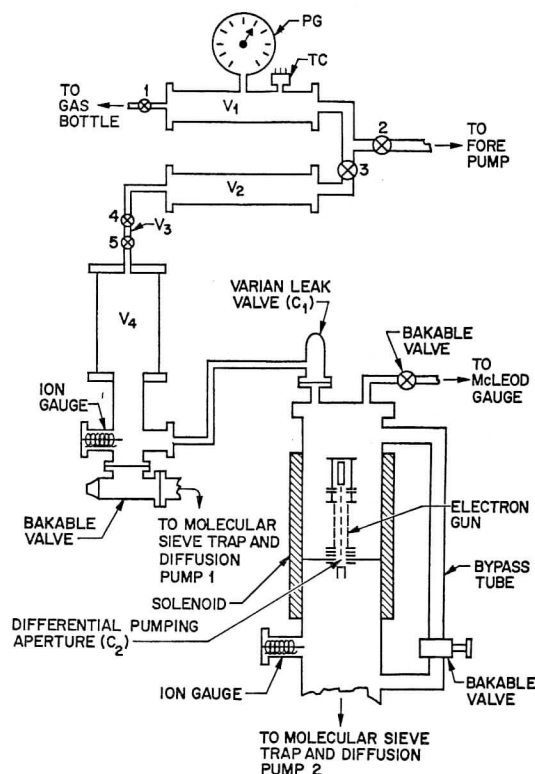 PG
TC
TO
GAS
BOTTLE
1
V1
2
TO
FORE
PUMP
3
V2
4
V3
5
V4
VARIAN LEAK
VALVE (C1)
BAKABLE
VALVE
TO
McLEOD
GAUGE
ION
GAUGE
BAKABLE
VALVE
TO MOLECULAR
SIEVE TRAP AND
DIFFUSION
PUMP 1
ELECTRON
GUN
SOLENOID
BYPASS
TUBE
DIFFERENTIAL PUMPING
APERTURE (C2)
ION GAUGE
BAKABLE
VALVE
TO MOLECULAR SIEVE
TRAP AND DIFFUSION
PUMP 2